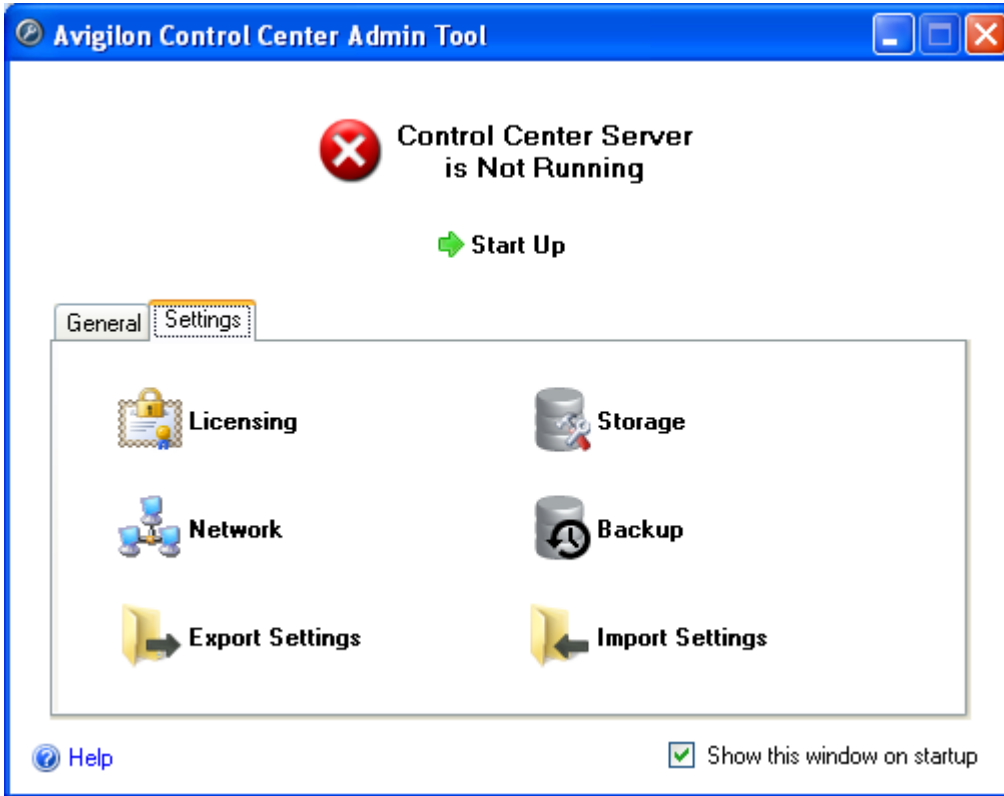 Avigilon Control Center Admin Tool
Control Center Server
is Not Running
Start Up
General
Settings
Licensing
Storage
Network
Backup
Export Settings
Import Settings
Help
Show this window on startup